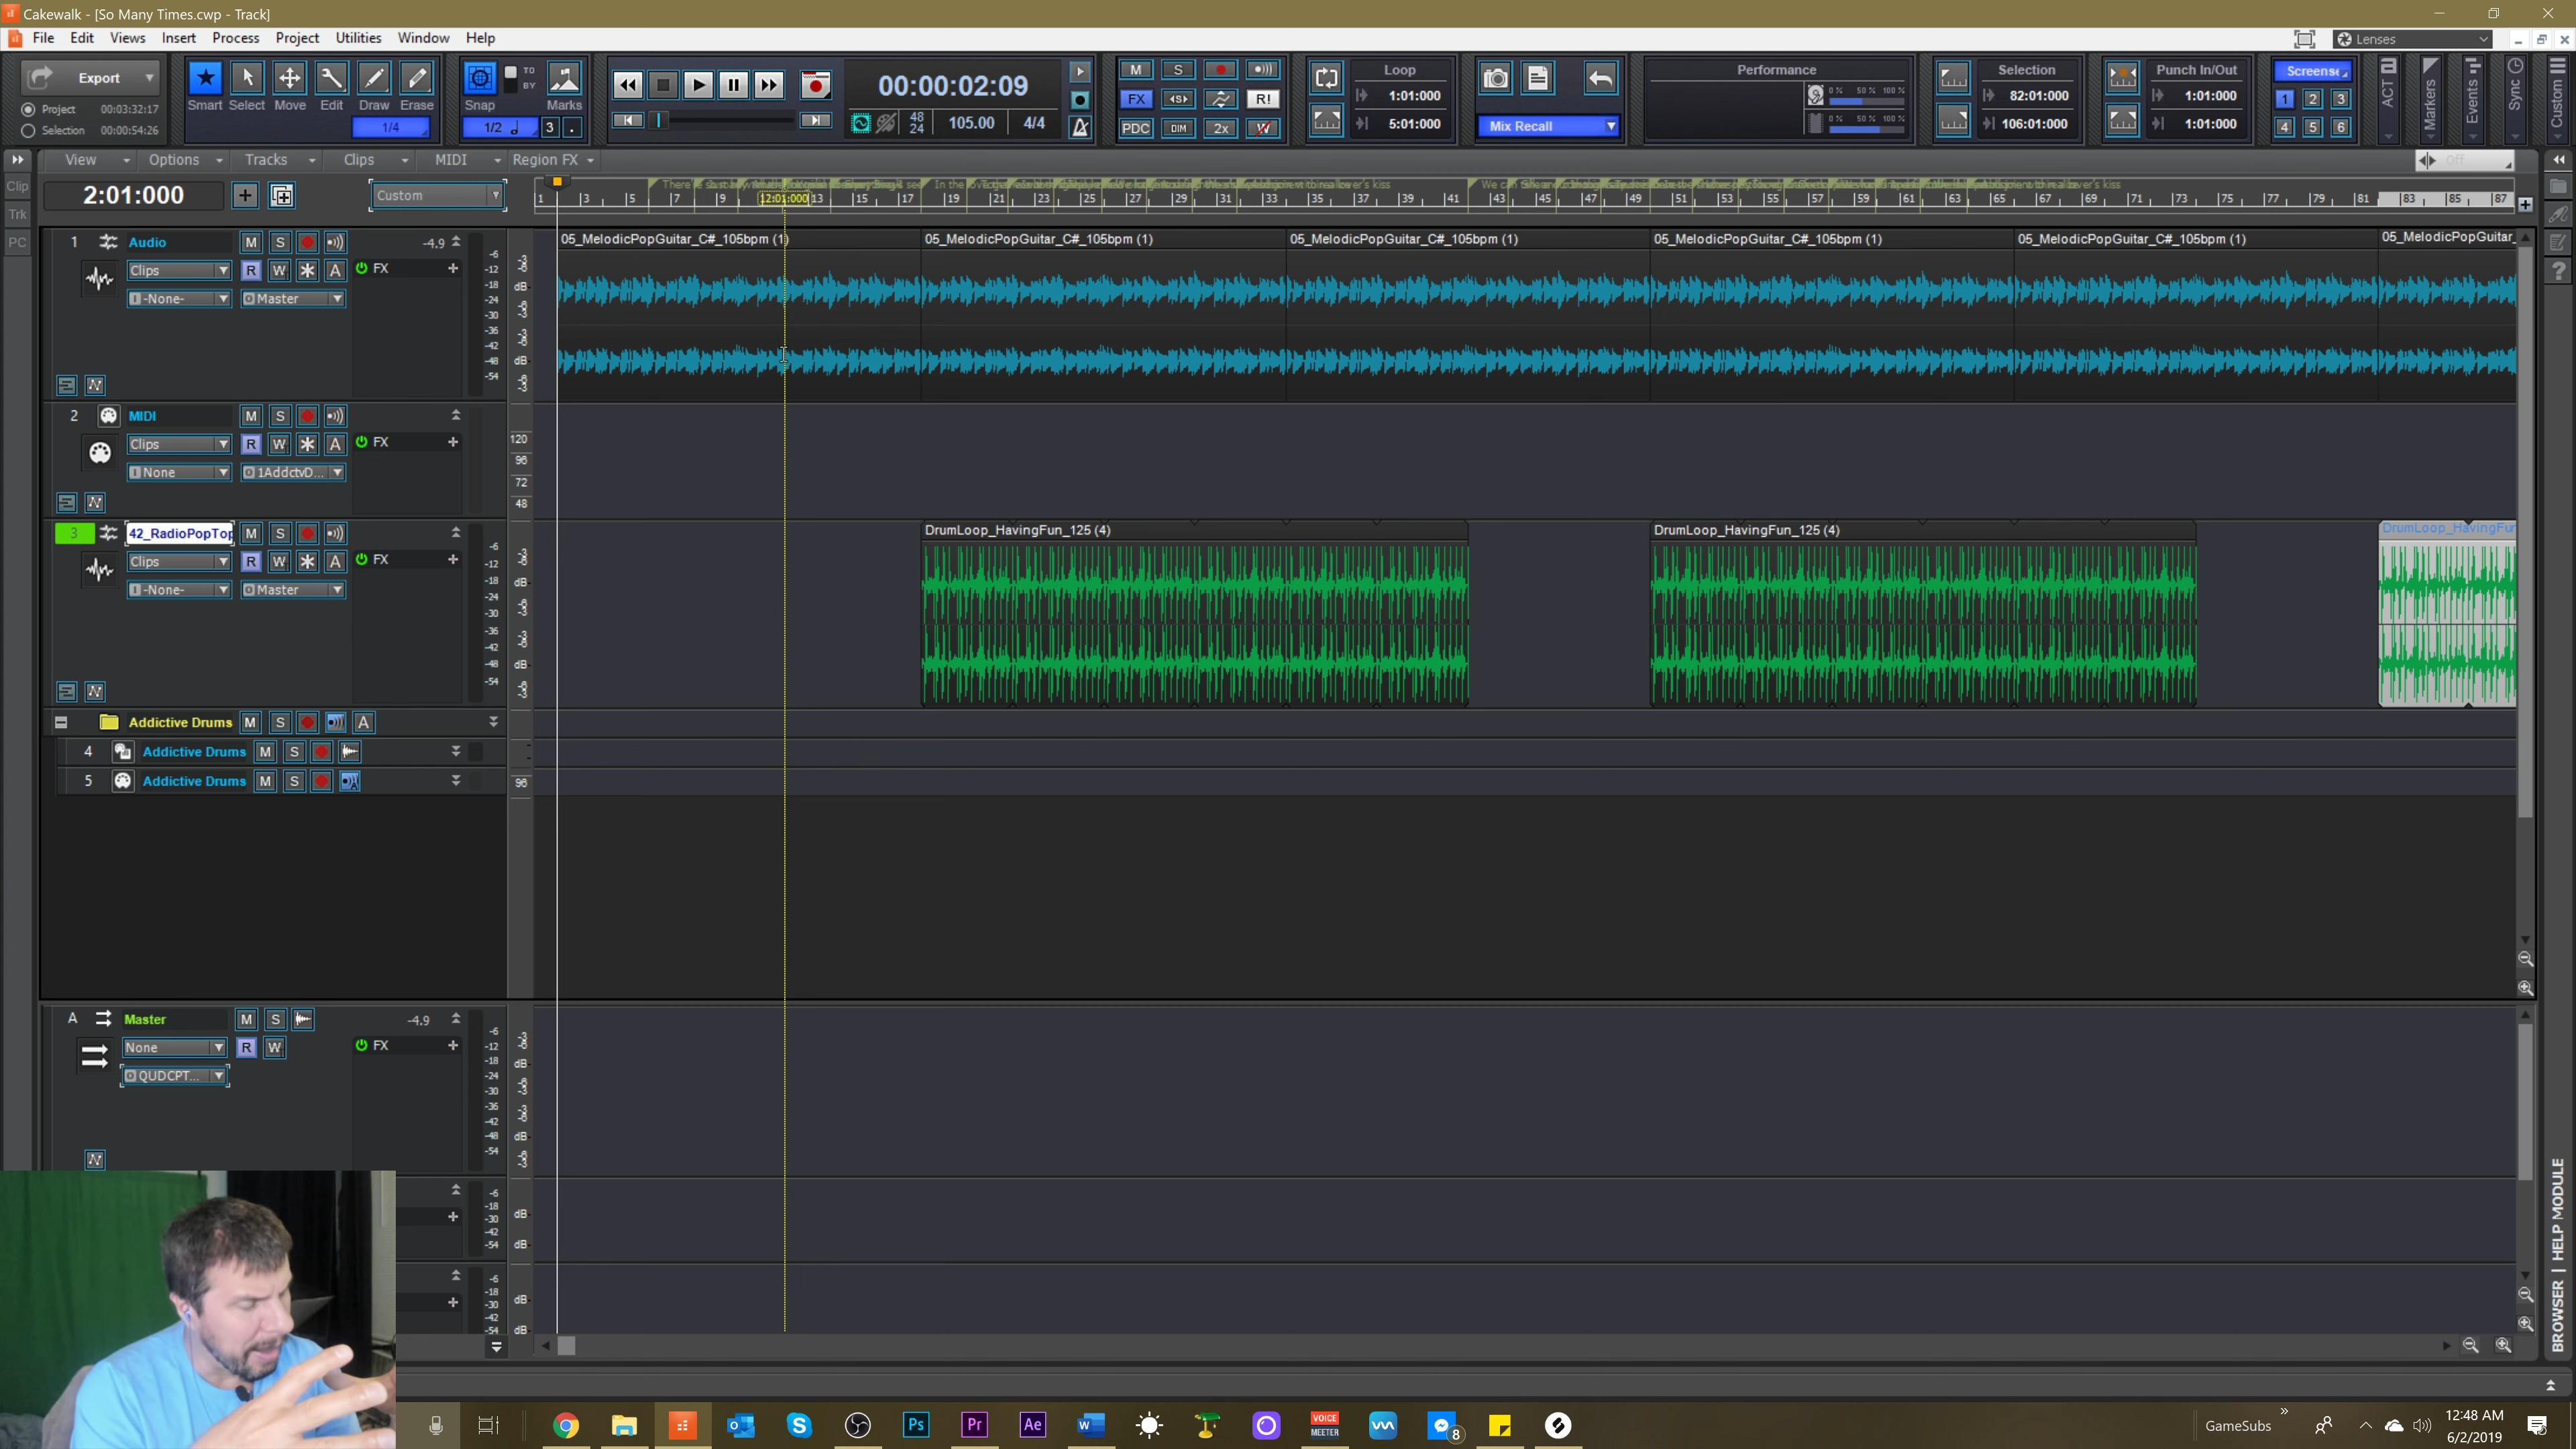 Cakewalk - [So Many Times.cwp - Track]
File Edit Views Insert Process Project Utilities Window Help
Lenses
Export
Project 00:03:32:17
Selection 00:00:54:26
Smart Select Move Edit Draw Erase
1/4
Snap TO BY Marks
1/2 3 .
00:00:02:09
48 24 105.00 4/4
M S
FX R!
PDC DIM 2x W
Loop
1:01:000
5:01:000
Mix Recall
Performance
0 % 50 % 100 %
0 % 50 % 100 %
Selection
82:01:000
106:01:000
Punch In/Out
1:01:000
1:01:000
1 2 3
4 5 6
ACT
Markers
Events
Sync
Custom
View Options Tracks Clips MIDI Region FX
Off
Clip
Trk
PC
2:01:000
Custom
1 3 5 7 9 12:01:000 13 15 17 19 21 23 25 27 29 31 33 35 37 39 41 43 45 47 49 51 53 55 57 59 61 63 65 67 69 71 73 75 77 79 81 83 85 87
1 Audio M S -4.9
Clips R W A FX
-None- Master
05_MelodicPopGuitar_C#_105bpm (1)
05_MelodicPopGuitar_C#_105bpm (1)
05_MelodicPopGuitar_C#_105bpm (1)
05_MelodicPopGuitar_C#_105bpm (1)
05_MelodicPopGuitar_C#_105bpm (1)
05_MelodicPopGuitar_
-6 -12 -18 -24 -30 -36 -42 -48 -54
2 MIDI M S
Clips R W A FX
None 1AddctvD...
120
96
72
48
3 42_RadioPopTop M S
Clips R W A FX
-None- Master
DrumLoop_HavingFun_125 (4)
DrumLoop_HavingFun_125 (4)
DrumLoop_HavingFun
-6 -12 -18 -24 -30 -36 -42 -48 -54
Addictive Drums M S A
4 Addictive Drums M S
5 Addictive Drums M S
96
A Master M S -4.9
None R W FX
QUDCPT...
-6 -12 -18 -24 -30 -36 -42 -48 -54
-6 -18 -30 -42 -54
-6 -18 -30 -42 -54
BROWSER | HELP MODULE
Ps Pr Ae
VOICE MEETER
8
GameSubs
12:48 AM
6/2/2019